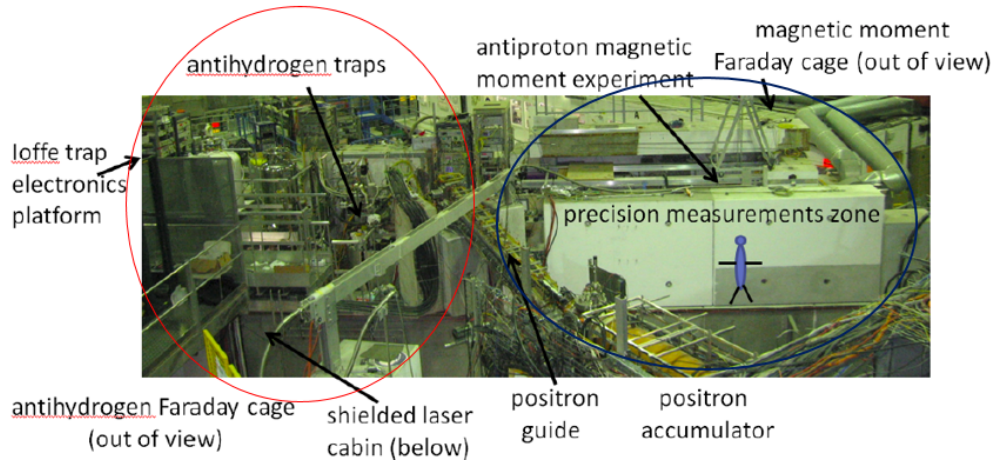 antihydrogen traps
antiproton magnetic
moment experiment
magnetic moment
Faraday cage (out of view)
Ioffe trap
electronics
platform
precision measurements zone
antihydrogen Faraday cage
(out of view)
shielded laser
cabin (below)
positron
guide
positron
accumulator